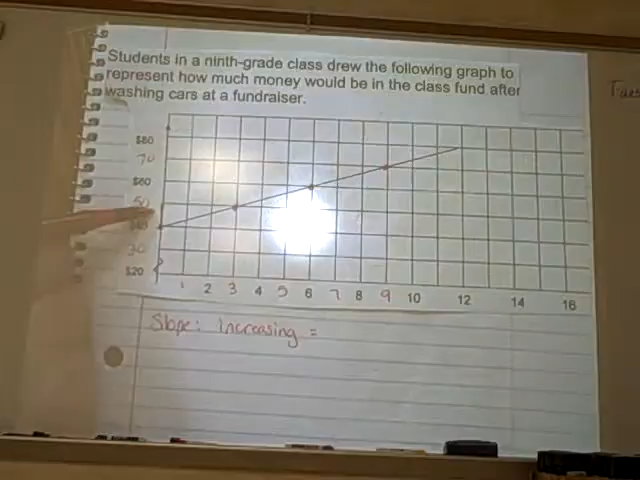 Students in a ninth-grade class drew the following graph to
represent how much money would be in the class fund after
washing cars at a fundraiser.
$80
70
$60
50
30
$20
1 2 3 4 5 6 7 8 9 10 12 14 16
Slope: increasing =